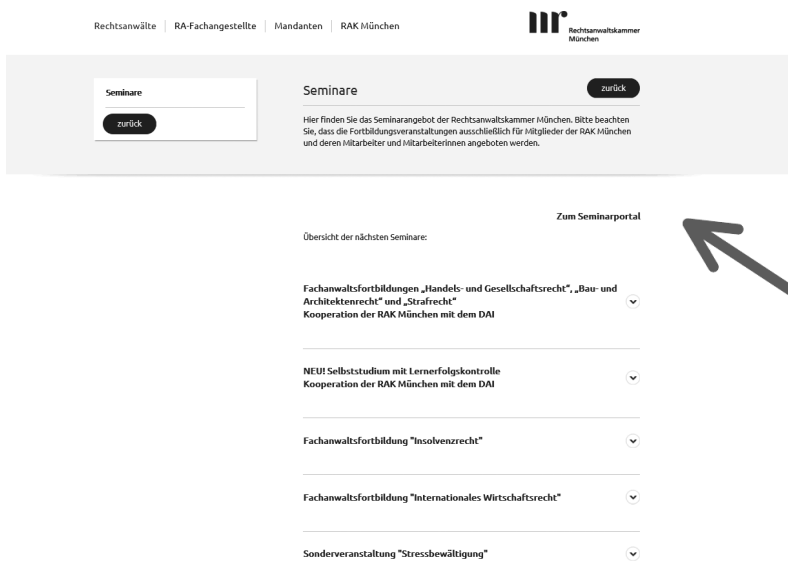 Rechtsanwälte RA-Fachangestellte Mandanten RAK München
mr
Rechtsanwaltskammer
München
Seminare
zurück
Seminare
zurück
Hier finden Sie das Seminarangebot der Rechtsanwaltskammer München. Bitte beachten
Sie, dass die Fortbildungsveranstaltungen ausschließlich für Mitglieder der RAK München
und deren Mitarbeiter und Mitarbeiterinnen angeboten werden.
Zum Seminarportal
Übersicht der nächsten Seminare:
Fachanwaltsfortbildungen „Handels- und Gesellschaftsrecht“, „Bau- und
Architektenrecht“ und „Strafrecht“
Kooperation der RAK München mit dem DAI
NEU! Selbststudium mit Lernerfolgskontrolle
Kooperation der RAK München mit dem DAI
Fachanwaltsfortbildung "Insolvenzrecht"
Fachanwaltsfortbildung "Internationales Wirtschaftsrecht"
Sonderveranstaltung "Stressbewältigung"